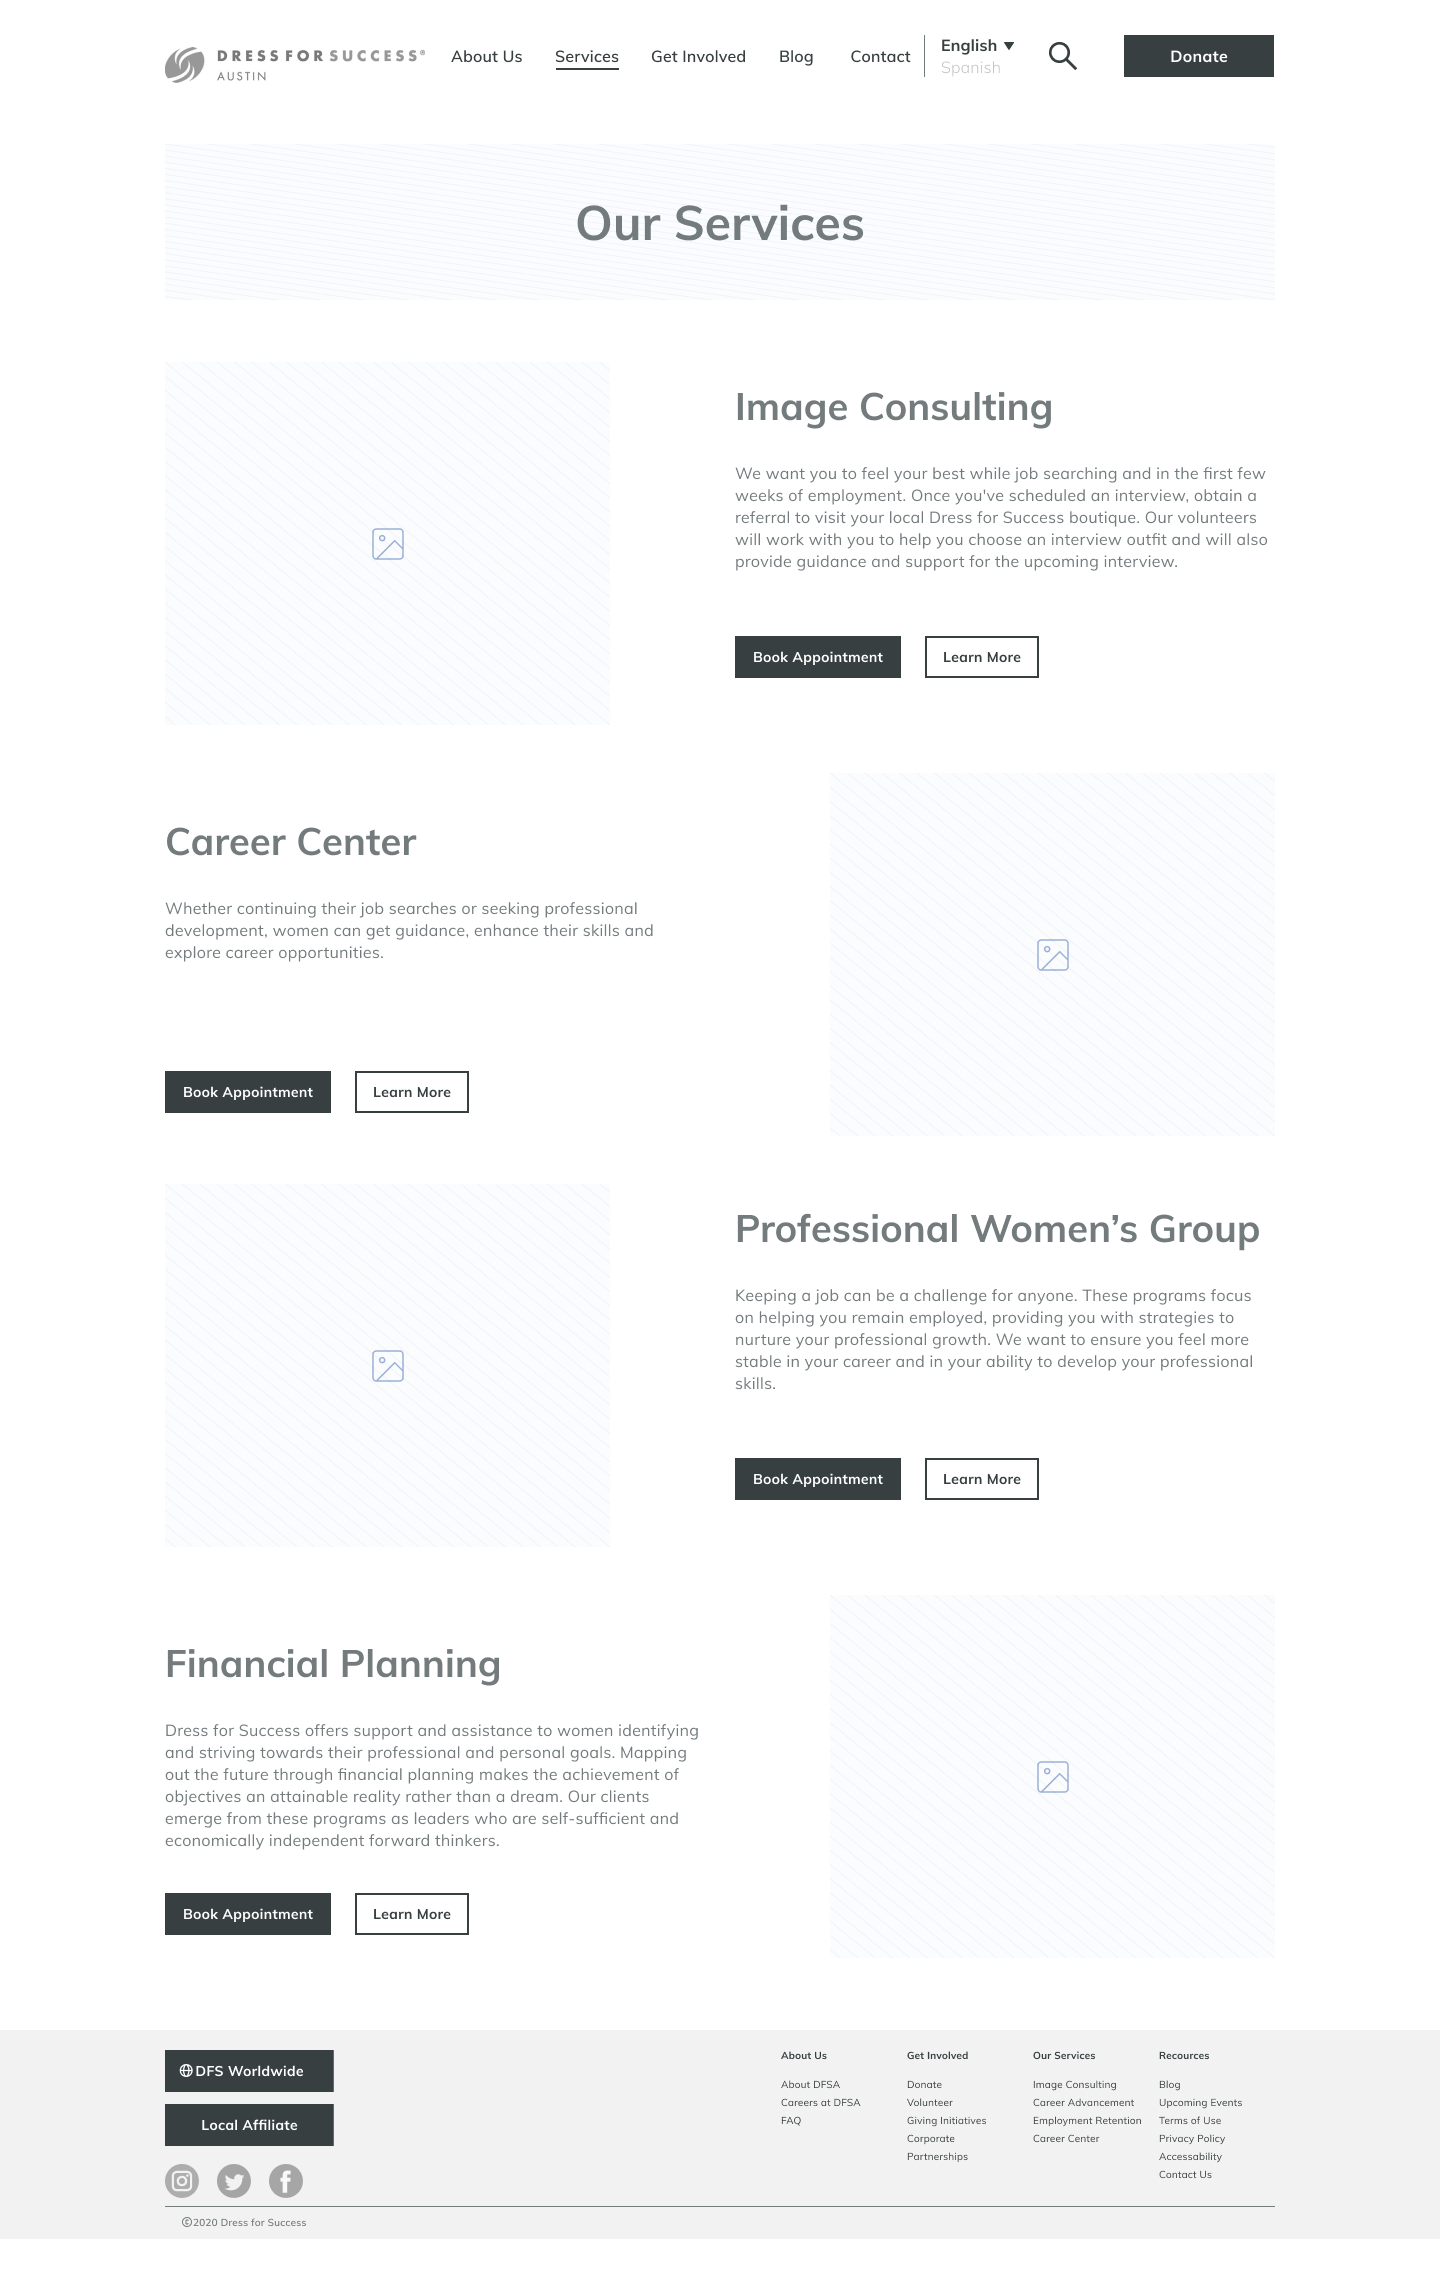 DRESS FOR SUCCESS®
AUSTIN
About Us
Services
Get Involved
Blog
Contact
English
Spanish
Donate
Our Services
Image Consulting
We want you to feel your best while job searching and in the first few
weeks of employment. Once you've scheduled an interview, obtain a
referral to visit your local Dress for Success boutique. Our volunteers
will work with you to help you choose an interview outfit and will also
provide guidance and support for the upcoming interview.
Book Appointment
Learn More
Career Center
Whether continuing their job searches or seeking professional
development, women can get guidance, enhance their skills and
explore career opportunities.
Book Appointment
Learn More
Professional Women’s Group
Keeping a job can be a challenge for anyone. These programs focus
on helping you remain employed, providing you with strategies to
nurture your professional growth. We want to ensure you feel more
stable in your career and in your ability to develop your professional
skills.
Book Appointment
Learn More
Financial Planning
Dress for Success offers support and assistance to women identifying
and striving towards their professional and personal goals. Mapping
out the future through financial planning makes the achievement of
objectives an attainable reality rather than a dream. Our clients
emerge from these programs as leaders who are self-sufficient and
economically independent forward thinkers.
Book Appointment
Learn More
DFS Worldwide
Local Affiliate
About Us
About DFSA
Careers at DFSA
FAQ
Get Involved
Donate
Volunteer
Giving Initiatives
Corporate
Partnerships
Our Services
Image Consulting
Career Advancement
Employment Retention
Career Center
Recources
Blog
Upcoming Events
Terms of Use
Privacy Policy
Accessability
Contact Us
©2020 Dress for Success